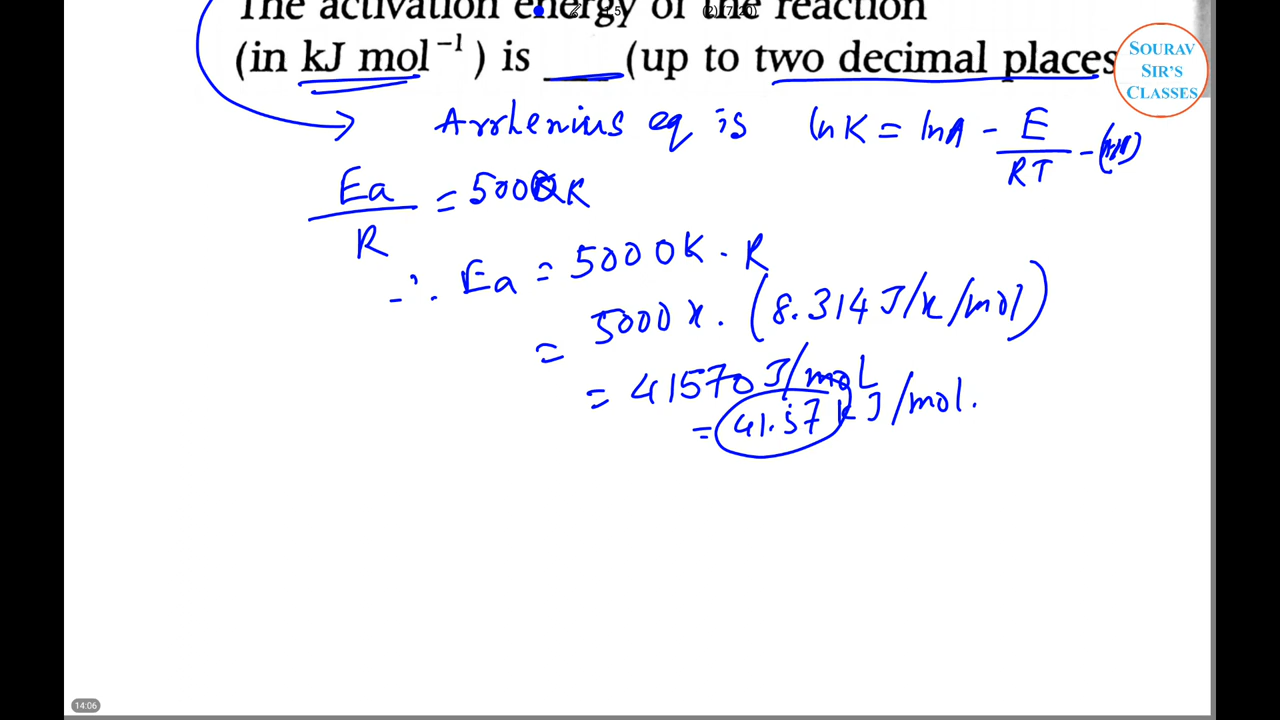 The activation energy of the reaction
(in kJ mol⁻¹) is ____ (up to two decimal places
SOURAV
SIR'S
CLASSES
Arrhenius eq is ln K = ln A - E/RT
Ea/R = 5000 K
∴ Ea = 5000 K · R
= 5000 K · (8.314 J/K/mol)
= 41570 J/mol
= 41.57 kJ/mol.
14:06